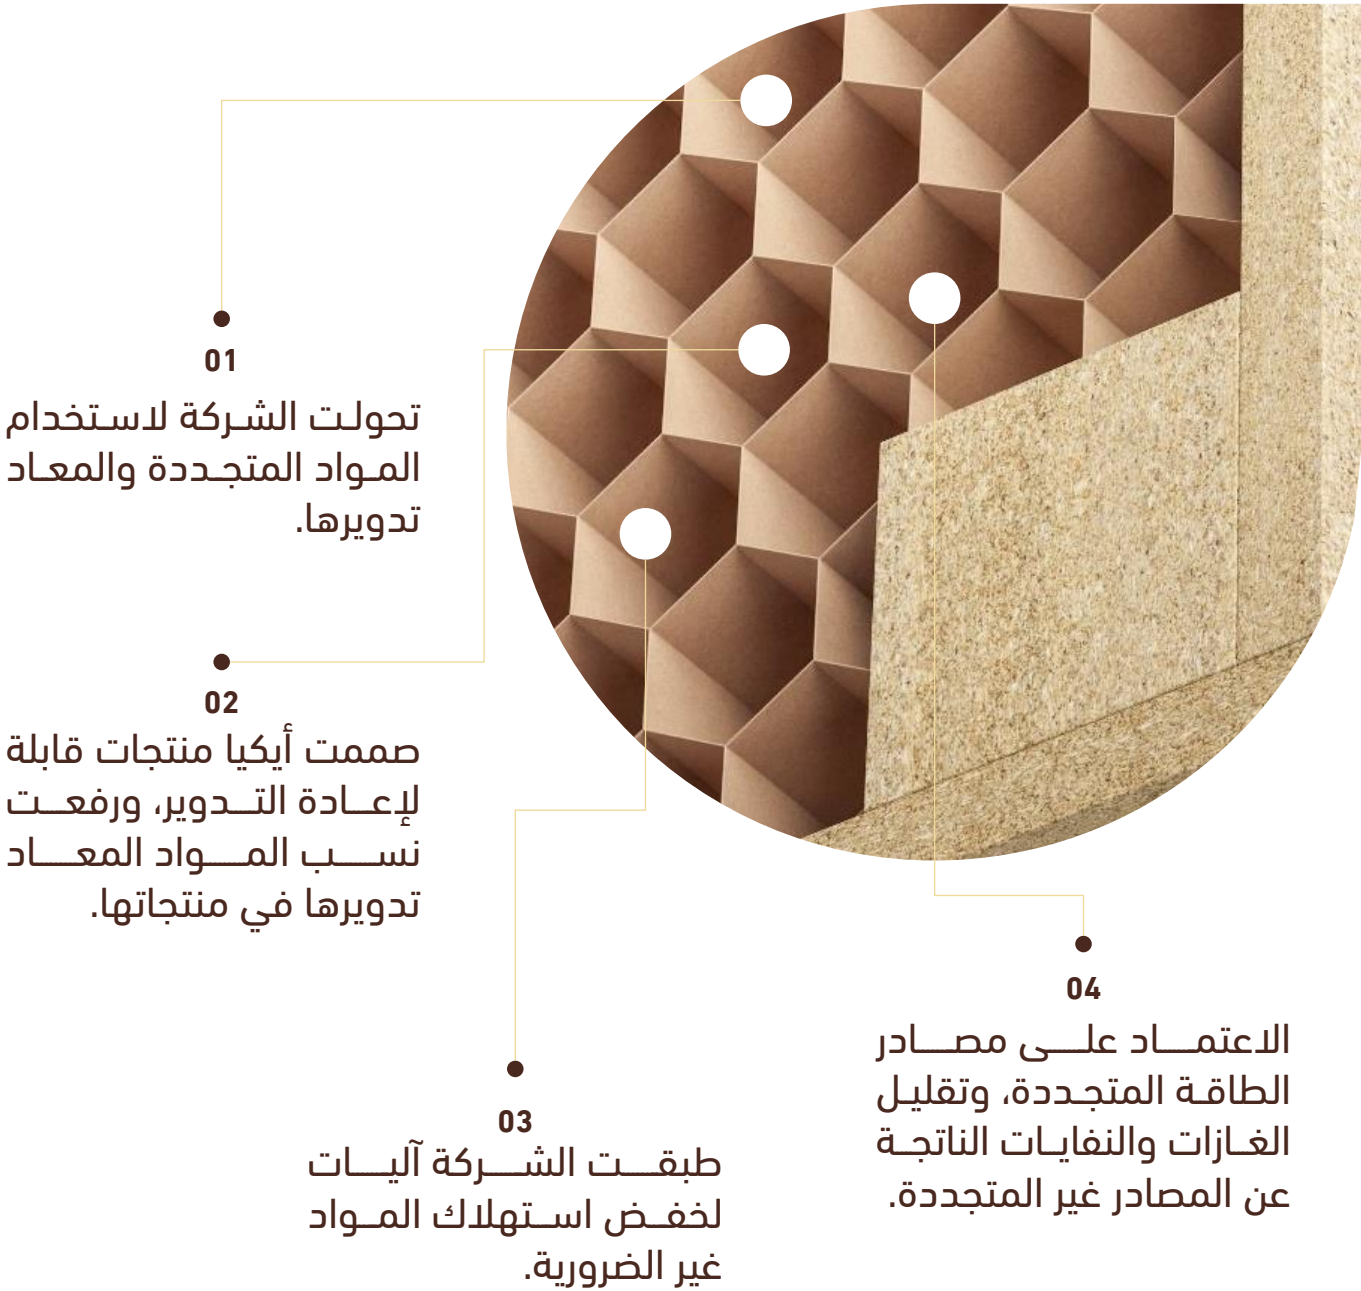 01
تحولت الشركة لاستخدام
المواد المتجددة والمعاد
تدويرها.
02
صممت أيكيا منتجات قابلة
لإعادة التدوير، ورفعت
نسب المواد المعاد
تدويرها في منتجاتها.
03
طبقت الشركة آليات
لخفض استهلاك المواد
غير الضرورية.
04
الاعتماد على مصادر
الطاقة المتجددة، وتقليل
الغازات والنفايات الناتجة
عن المصادر غير المتجددة.